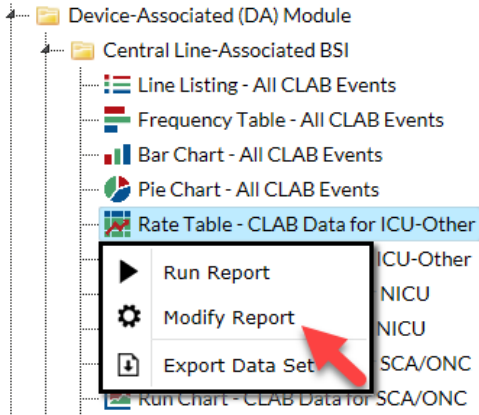 Device-Associated (DA) Module
Central Line-Associated BSI
Line Listing - All CLAB Events
Frequency Table - All CLAB Events
Bar Chart - All CLAB Events
Pie Chart - All CLAB Events
Rate Table - CLAB Data for ICU-Other
ICU-Other
Run Report
NICU
Modify Report
NICU
Export Data Set
SCA/ONC
Run Chart - CLAB Data for SCA/ONC